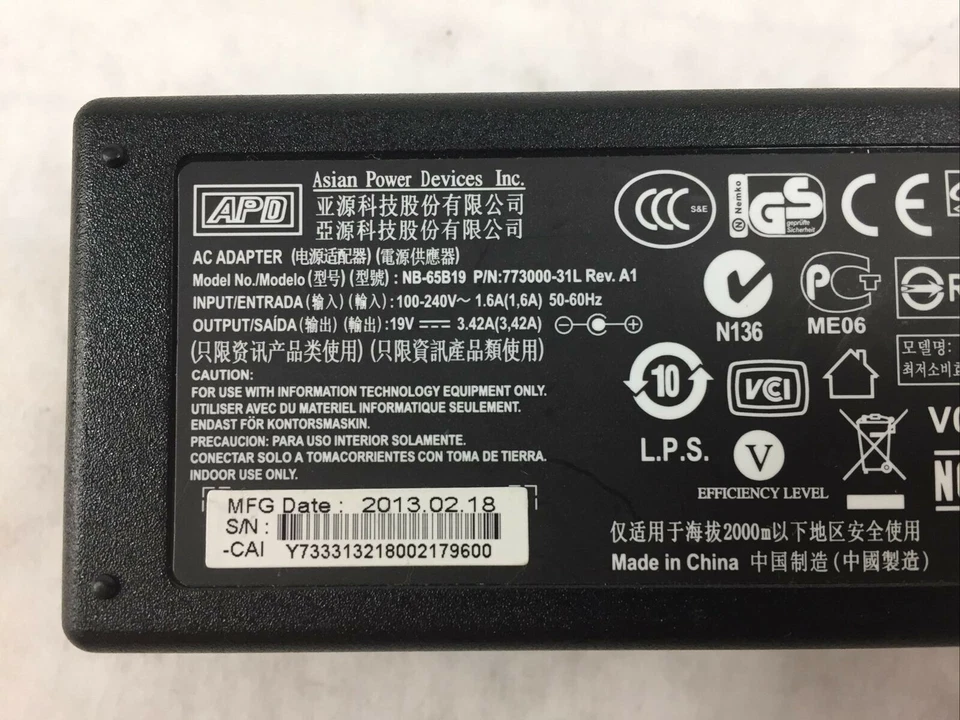 APD
Asian Power Devices Inc.
亚源科技股份有限公司
亞源科技股份有限公司
AC ADAPTER (电源适配器) (電源供應器)
Model No./Modelo (型号) (型號) : NB-65B19 P/N:773000-31L Rev. A1
INPUT/ENTRADA (输入) (輸入) :100-240V~ 1.6A(1,6A) 50-60Hz
OUTPUT/SAÍDA (输出) (輸出) :19V 3.42A(3,42A)
(只限资讯产品类使用) (只限資訊產品類使用)
CAUTION:
FOR USE WITH INFORMATION TECHNOLOGY EQUIPMENT ONLY.
UTILISER AVEC DU MATERIEL INFORMATIQUE SEULEMENT.
ENDAST FÖR KONTORSMASKIN.
PRECAUCION: PARA USO INTERIOR SOLAMENTE.
CONECTAR SOLO A TOMACORRIENTES CON TOMA DE TIERRA.
INDOOR USE ONLY.
MFG Date : 2013.02.18
S/N :
-CAI Y733313218002179600
CCC S&E
Nemko
GS
geprüfte
Sicherheit
CE
N136
PCT
ME06
10
VCI
모델명:
최저소비효
L.P.S.
V
EFFICIENCY LEVEL
仅适用于海拔2000m以下地区安全使用
Made in China 中国制造 (中國製造)